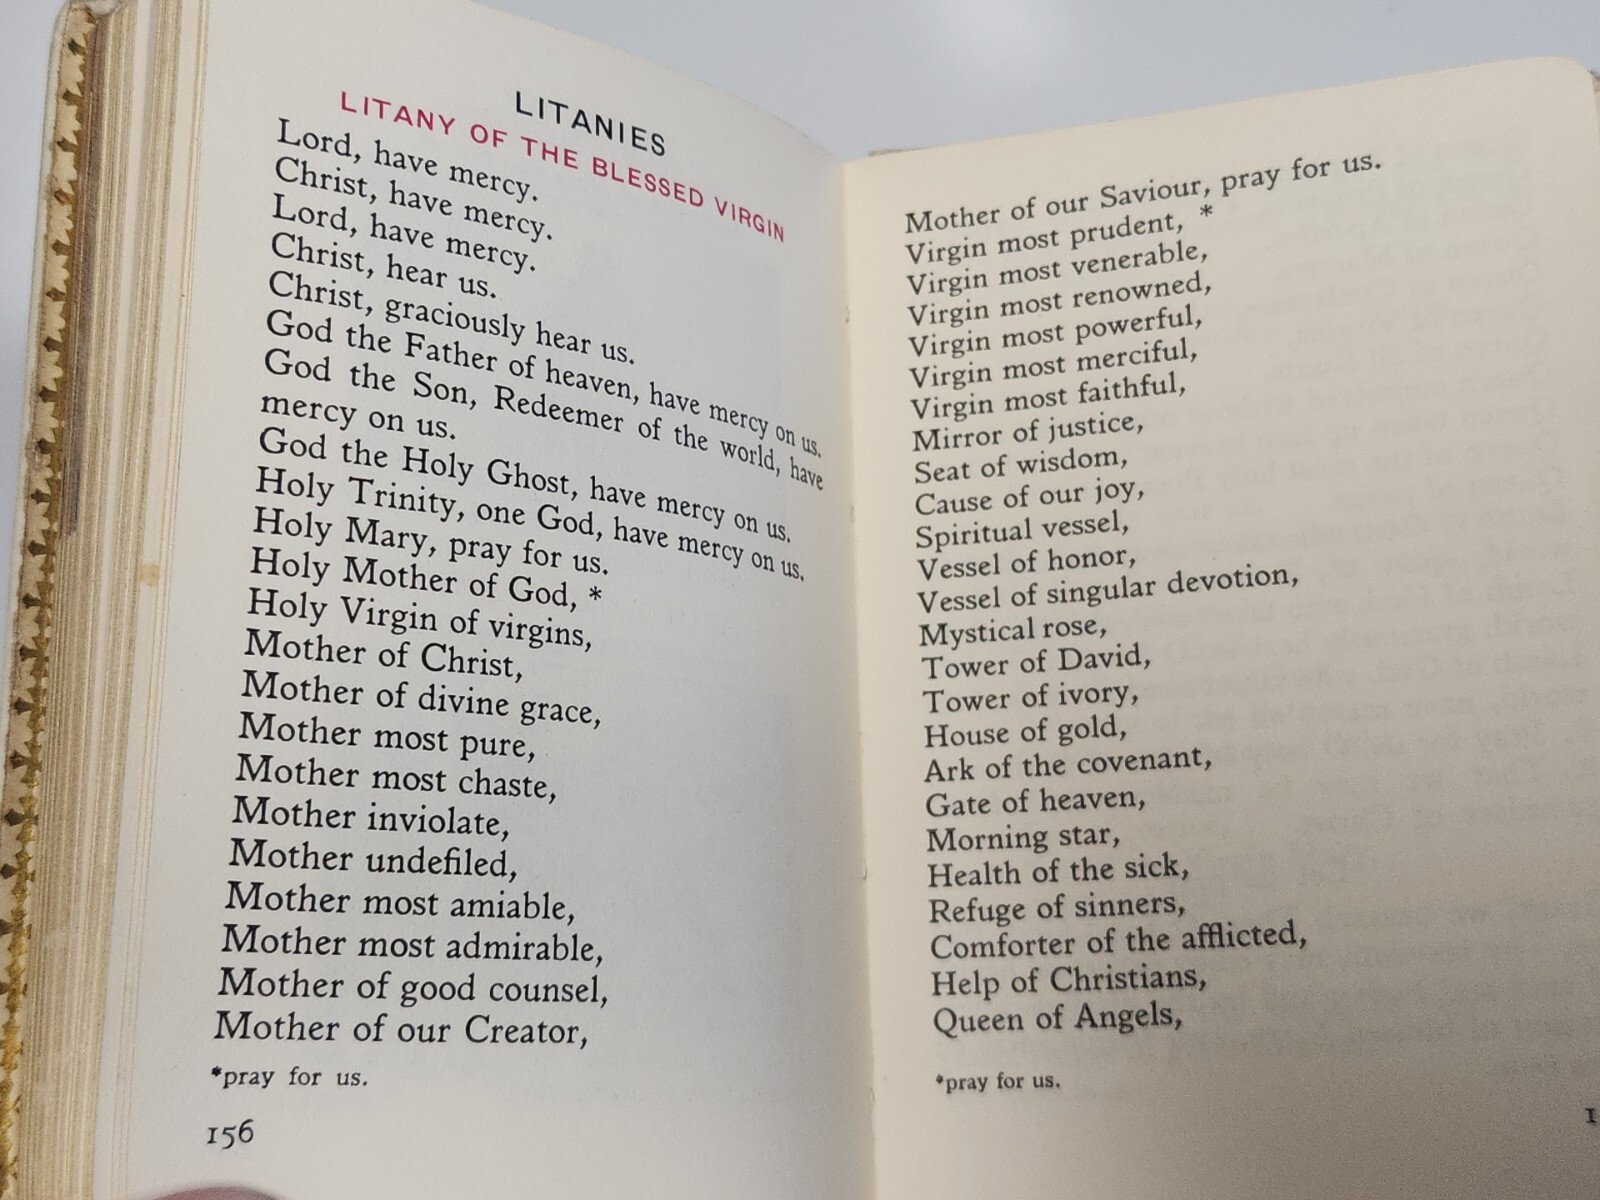 LITANIES
LITANY OF THE BLESSED VIRGIN
Lord, have mercy.
Christ, have mercy.
Lord, have mercy.
Christ, hear us.
Christ, graciously hear us.
God the Father of heaven, have mercy on us.
God the Son, Redeemer of the world, have
mercy on us.
God the Holy Ghost, have mercy on us.
Holy Trinity, one God, have mercy on us.
Holy Mary, pray for us.
Holy Mother of God, *
Holy Virgin of virgins,
Mother of Christ,
Mother of divine grace,
Mother most pure,
Mother most chaste,
Mother inviolate,
Mother undefiled,
Mother most amiable,
Mother most admirable,
Mother of good counsel,
Mother of our Creator,
*pray for us.
156
Mother of our Saviour, pray for us.
Virgin most prudent, *
Virgin most venerable,
Virgin most renowned,
Virgin most powerful,
Virgin most merciful,
Virgin most faithful,
Mirror of justice,
Seat of wisdom,
Cause of our joy,
Spiritual vessel,
Vessel of honor,
Vessel of singular devotion,
Mystical rose,
Tower of David,
Tower of ivory,
House of gold,
Ark of the covenant,
Gate of heaven,
Morning star,
Health of the sick,
Refuge of sinners,
Comforter of the afflicted,
Help of Christians,
Queen of Angels,
*pray for us.